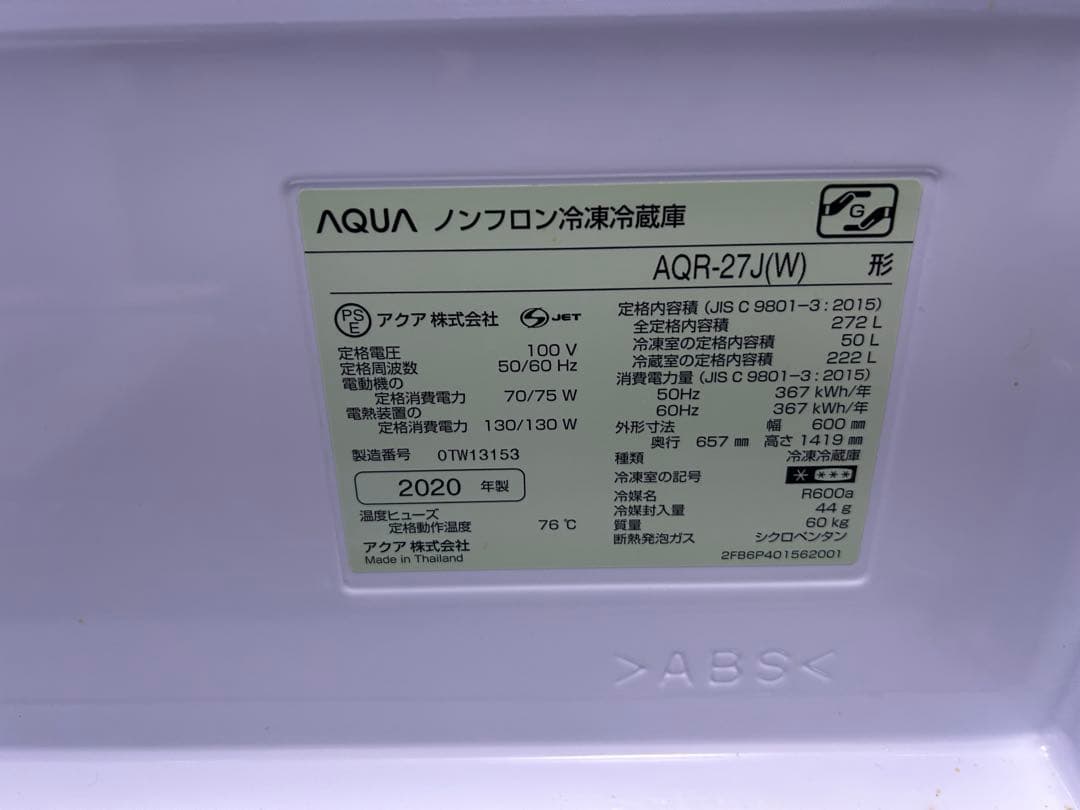 AQUA ノンフロン冷凍冷蔵庫
G
AQR-27J(W) 形
PS
E
アクア 株式会社
JET
定格電圧 100 V
定格周波数 50/60 Hz
電動機の
定格消費電力 70/75 W
電熱装置の
定格消費電力 130/130 W
製造番号 0TW13153
2020 年製
温度ヒューズ
定格動作温度 76 ℃
アクア 株式会社
Made in Thailand
定格内容積 (JIS C 9801-3 : 2015)
全定格内容積 272 L
冷凍室の定格内容積 50 L
冷蔵室の定格内容積 222 L
消費電力量 (JIS C 9801-3 : 2015)
50Hz 367 kWh/年
60Hz 367 kWh/年
外形寸法 幅 600 ㎜
奥行 657 ㎜ 高さ 1419 ㎜
種類 冷凍冷蔵庫
冷凍室の記号
冷媒名 R600a
冷媒封入量 44 g
質量 60 kg
断熱発泡ガス シクロペンタン
2FB6P401562001
>ABS<